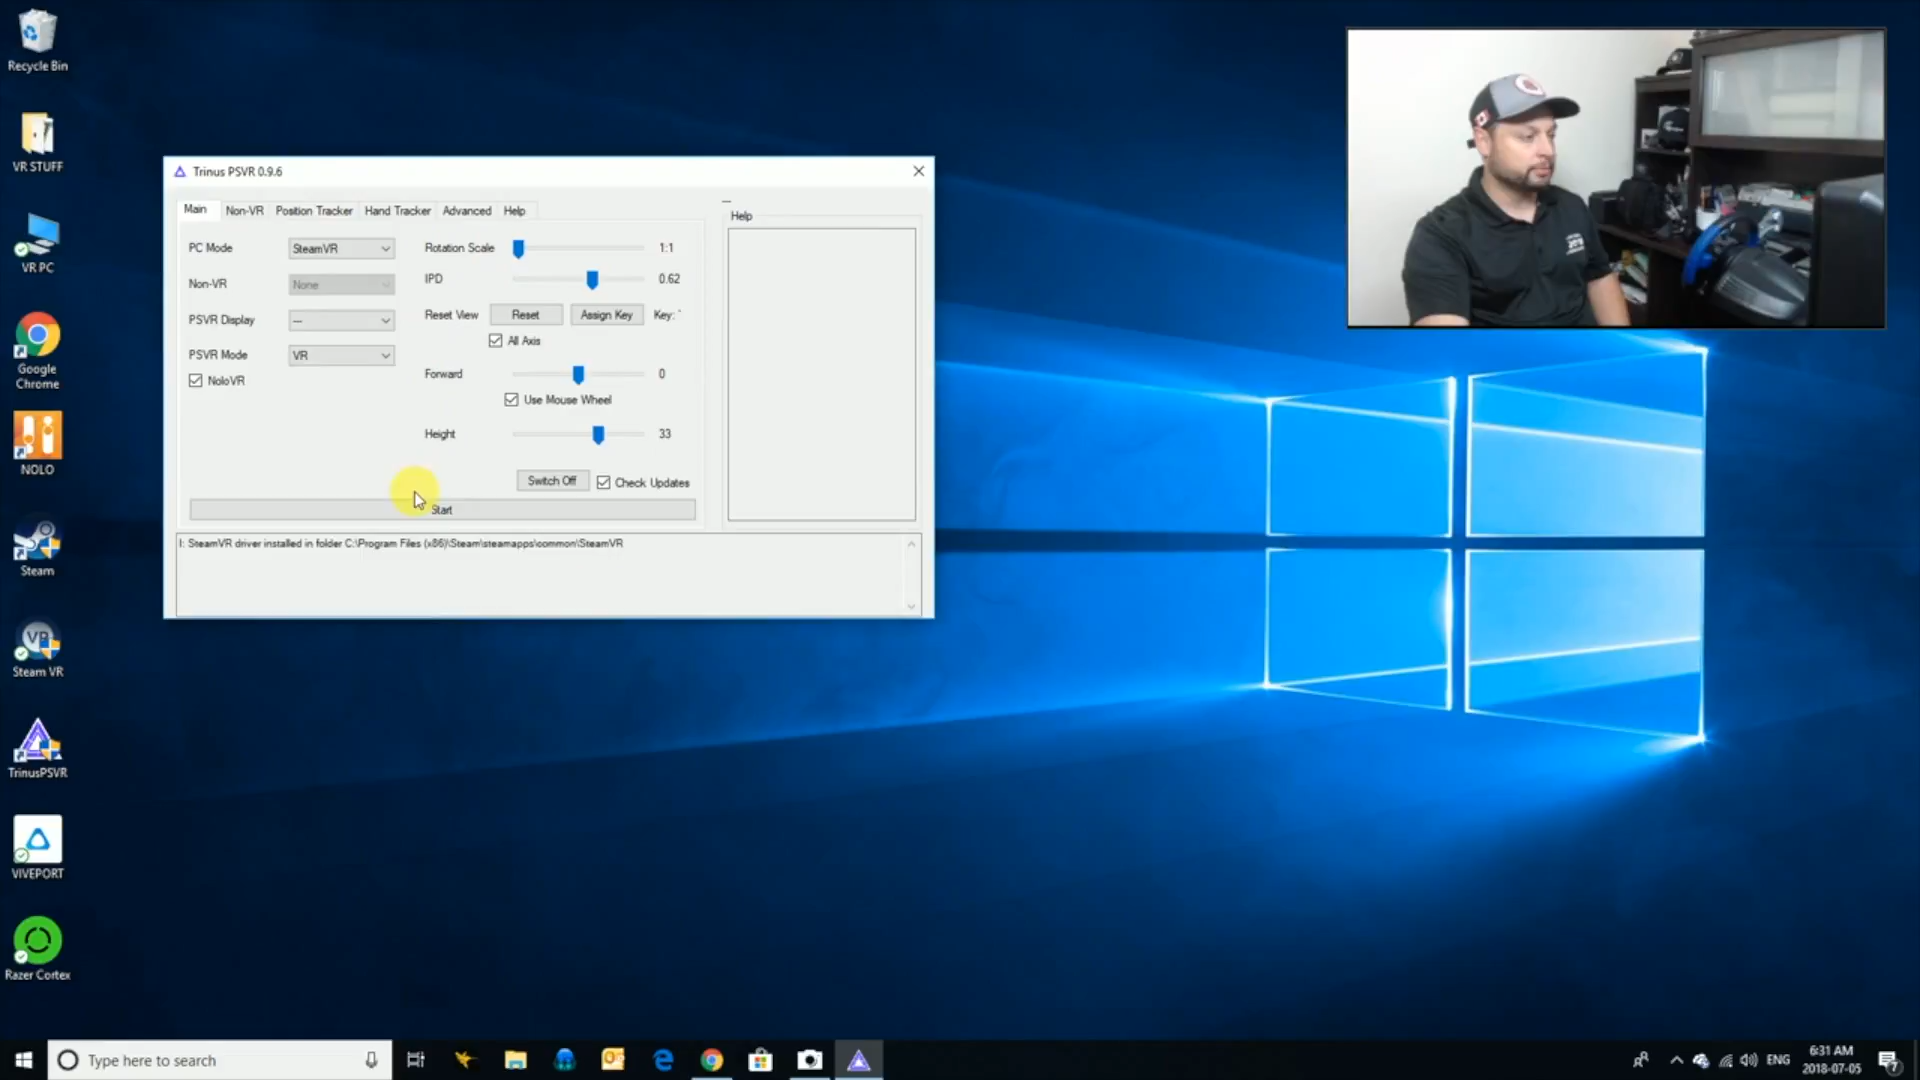 Recycle Bin
VR STUFF
VR PC
Google
Chrome
NOLO
Steam
VR
Steam VR
TrinusPSVR
VIVEPORT
Razer Cortex
Trinus PSVR 0.9.6
Main Non-VR Position Tracker Hand Tracker Advanced Help
PC Mode SteamVR
Non-VR None
PSVR Display ---
PSVR Mode VR
NoloVR
Rotation Scale 1:1
IPD 0.62
Reset View Reset Assign Key Key: `
All Axis
Forward 0
Use Mouse Wheel
Height 33
Switch Off Check Updates
Start
Help
I: SteamVR driver installed in folder C:\Program Files (x86)\Steam\steamapps\common\SteamVR
Type here to search
ENG
6:31 AM
2018-07-05
7